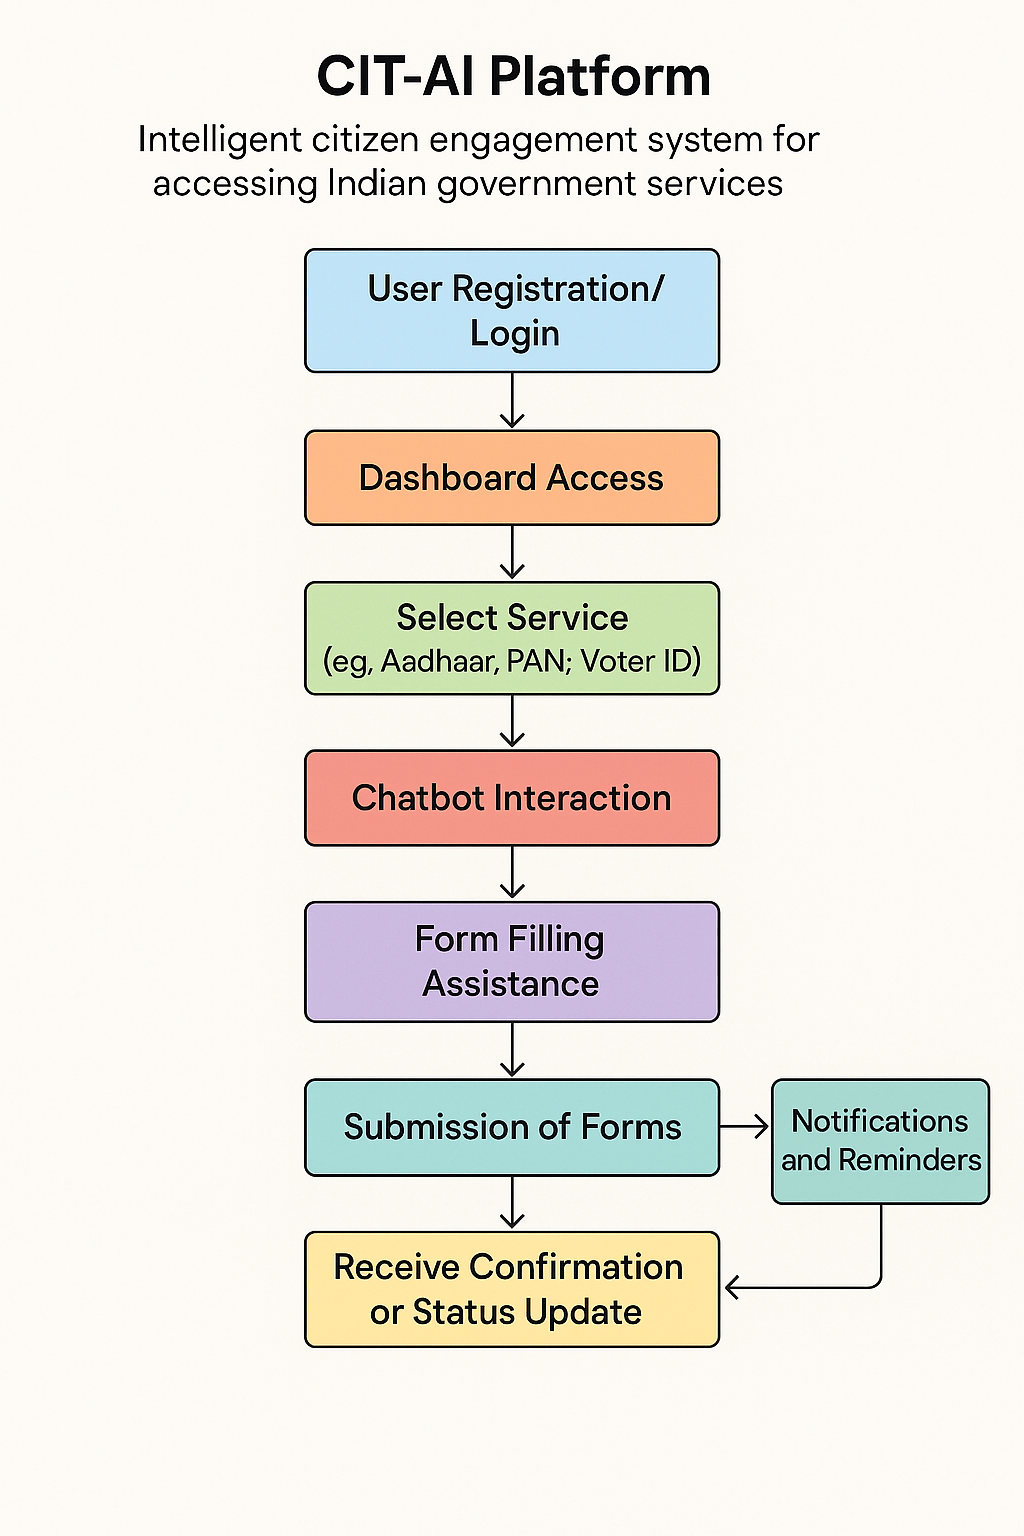 CIT-AI Platform
Intelligent citizen engagement system for
accessing Indian government services
User Registration/
Login
Dashboard Access
Select Service
(eg, Aadhaar, PAN; Voter ID)
Chatbot Interaction
Form Filling
Assistance
Submission of Forms
Notifications
and Reminders
Receive Confirmation
or Status Update